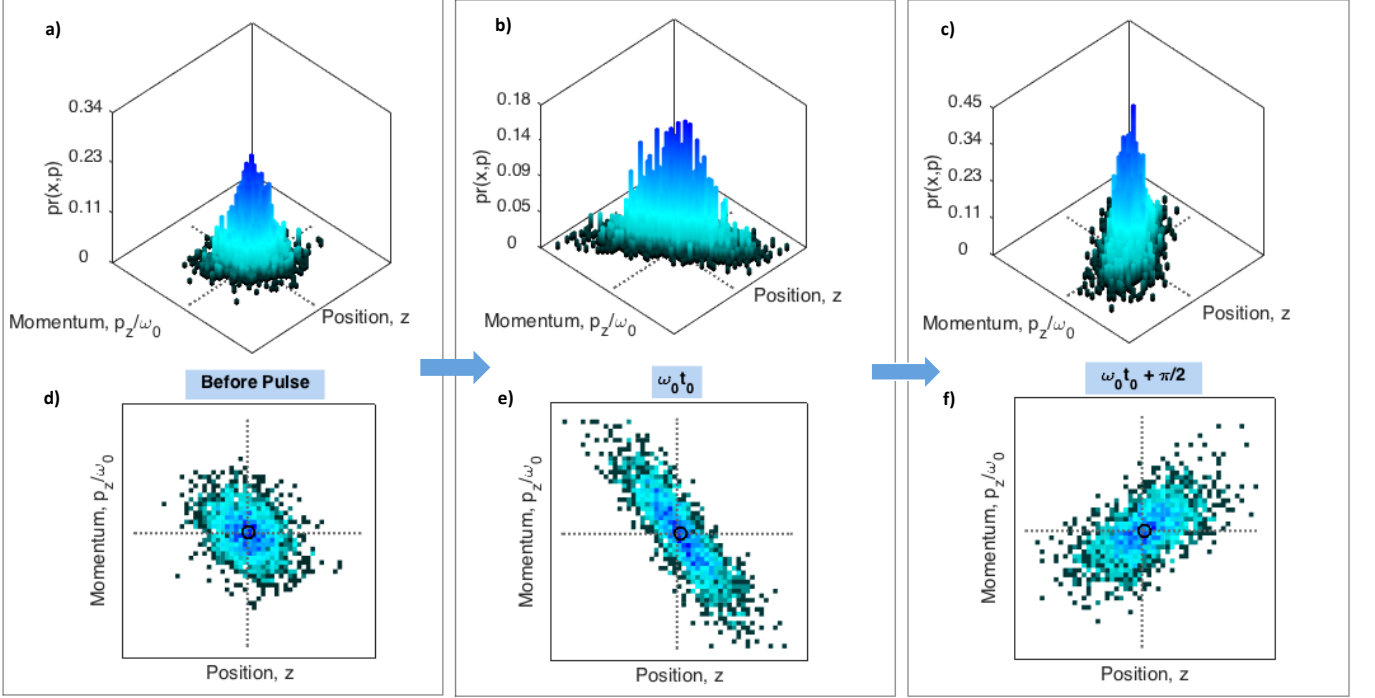 a)
0.34
0.23
0.11
0
pr(x,p)
Momentum, p_z/ω_0
Position, z
b)
0.18
0.14
0.09
0.05
0
pr(x,p)
Momentum, p_z/ω_0
Position, z
c)
0.45
0.34
0.23
0.11
0
pr(x,p)
Momentum, p_z/ω_0
Position, z
Before Pulse
ω_0t_0
ω_0t_0 + π/2
d)
Momentum, p_z/ω_0
Position, z
e)
Momentum, p_z/ω_0
Position, z
f)
Momentum, p_z/ω_0
Position, z